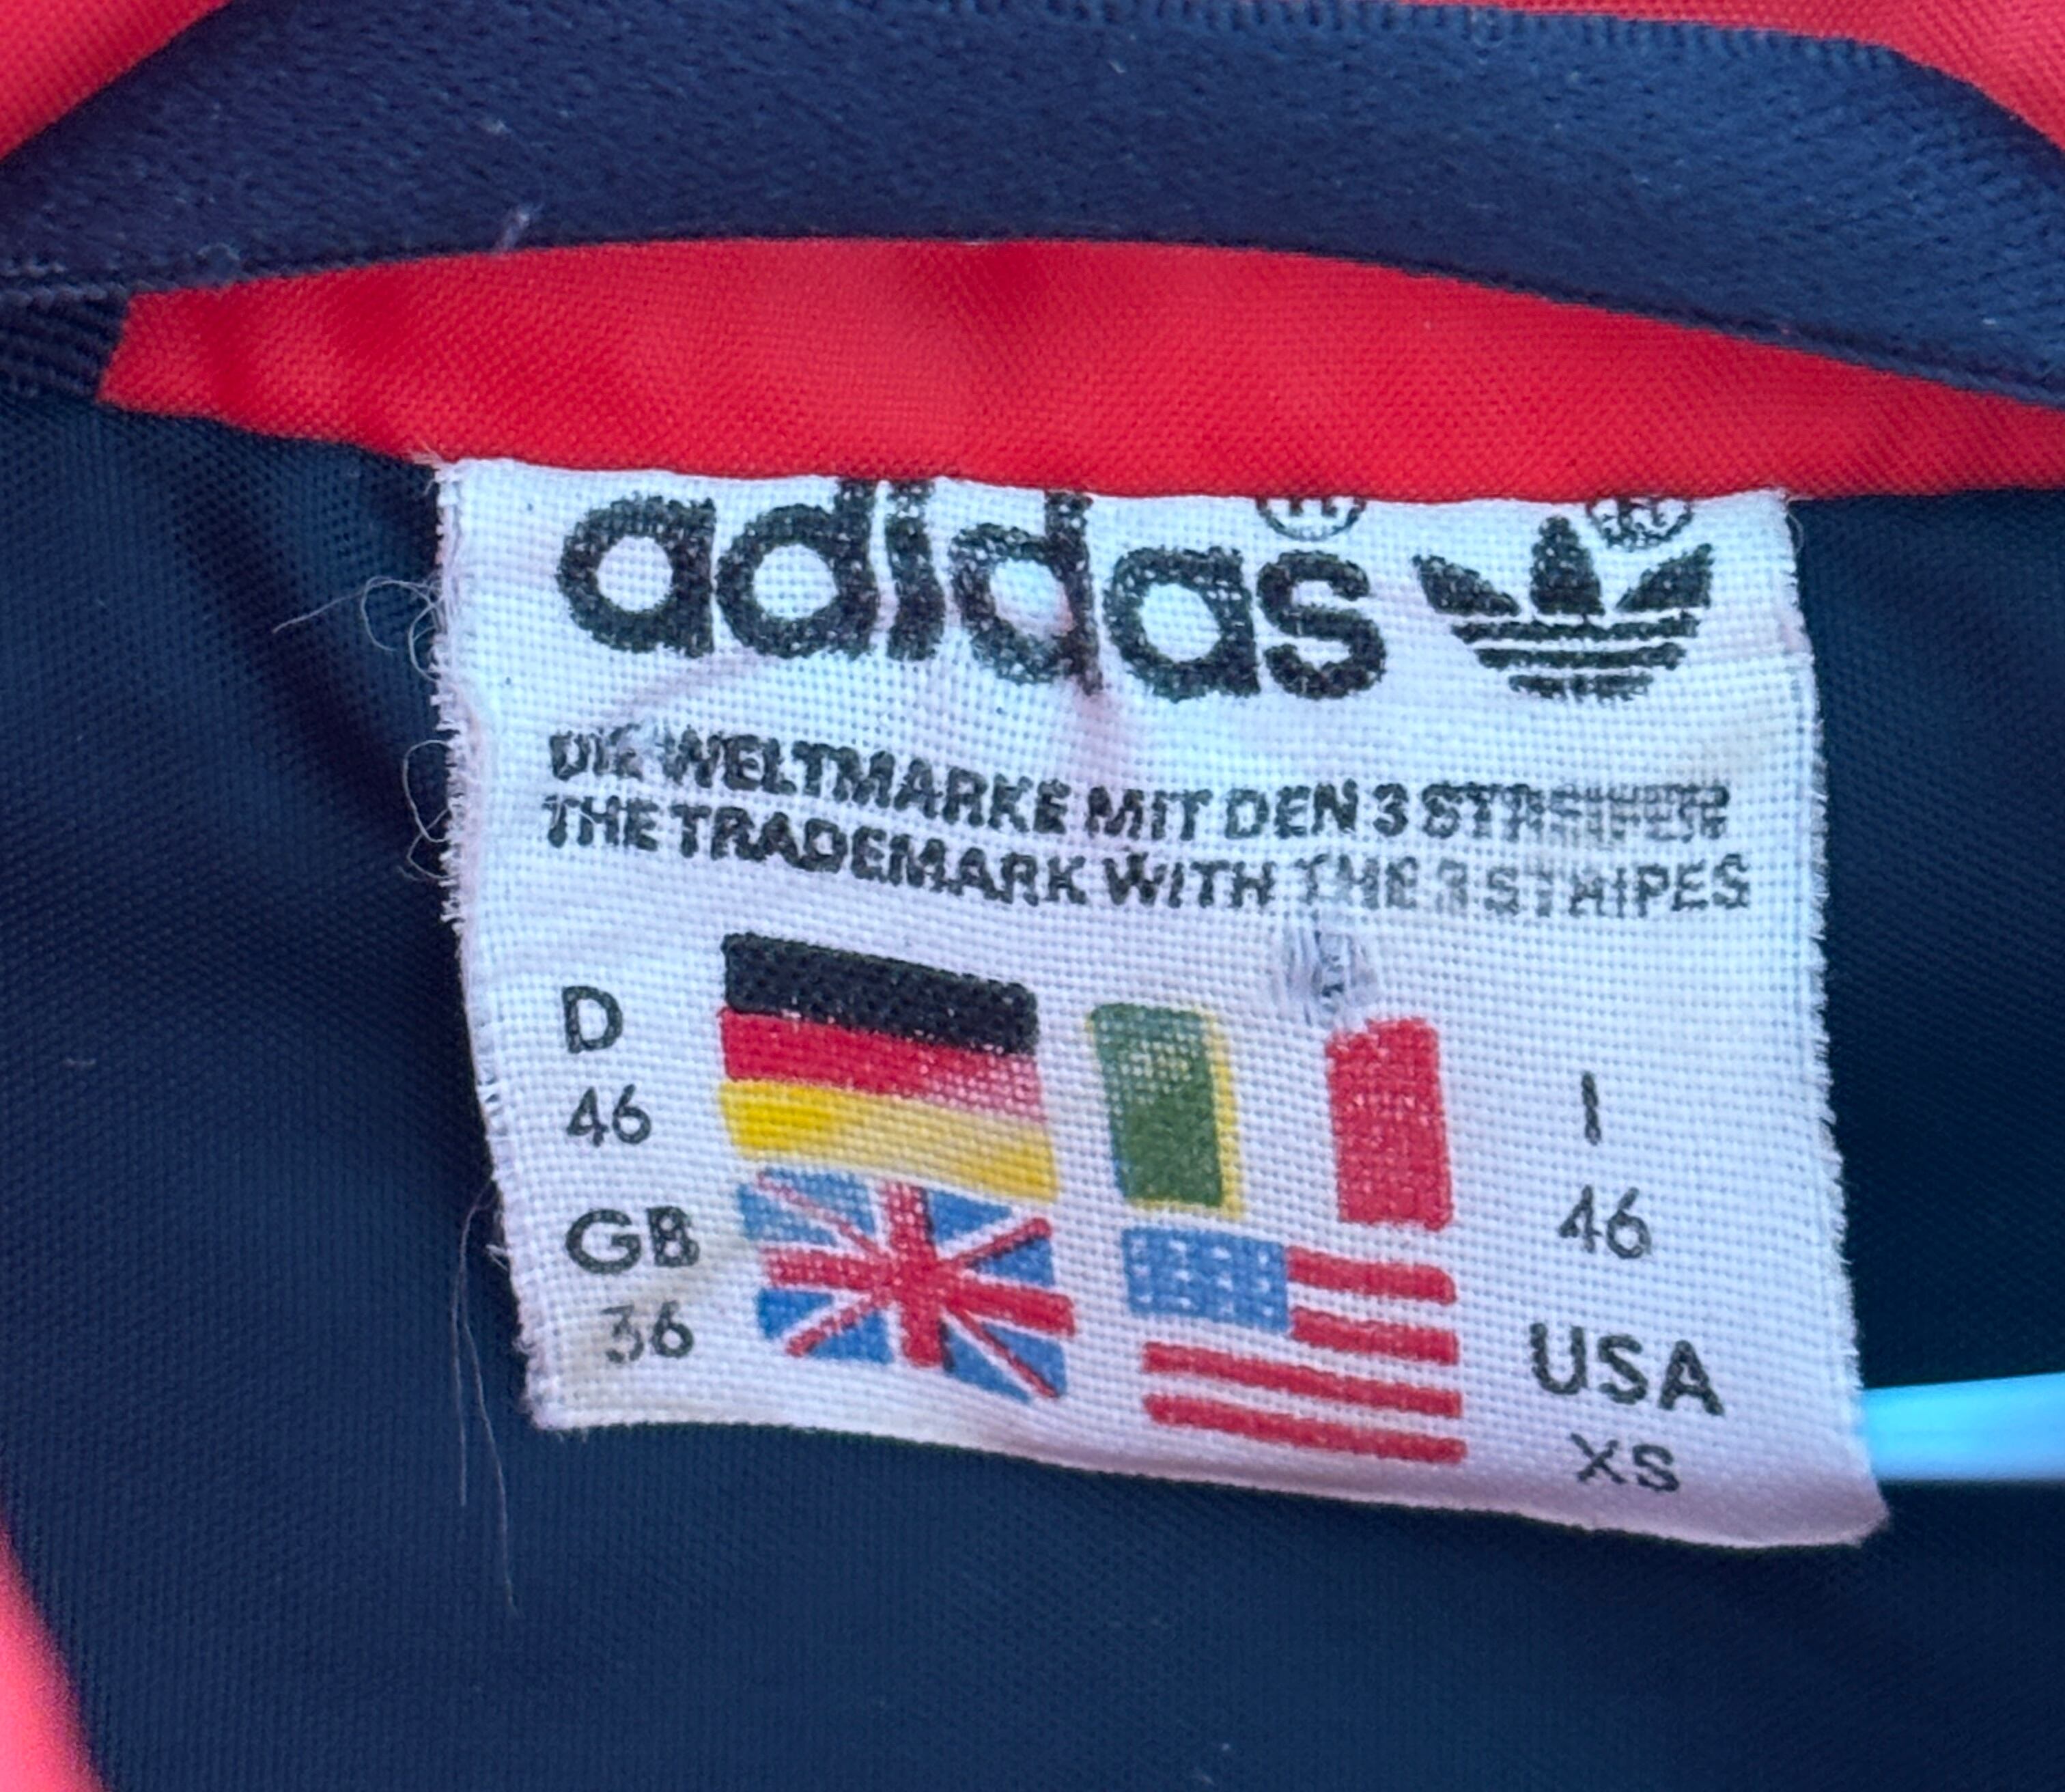 adidas ®
®
DIE WELTMARKE MIT DEN 3 STREIFEN
THE TRADEMARK WITH THE 3 STRIPES
D
46
GB
36
I
46
USA
XS